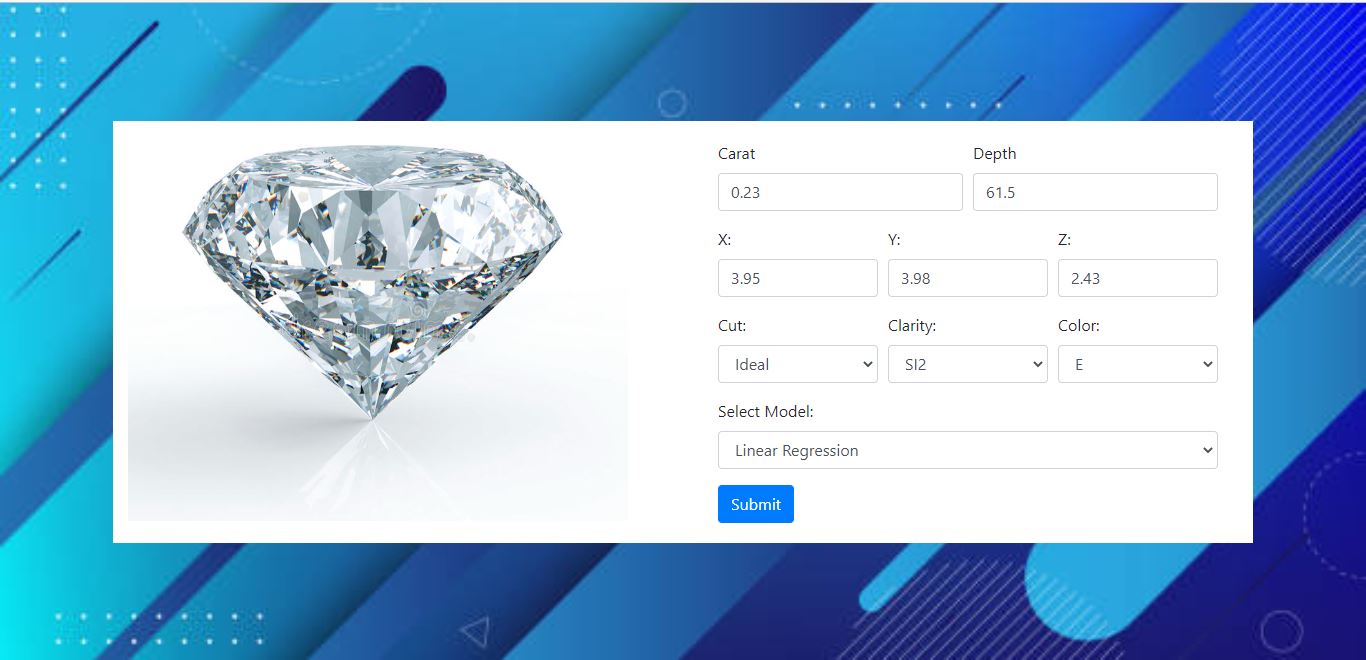 Carat Depth
0.23 61.5
X: Y: Z:
3.95 3.98 2.43
Cut: Clarity: Color:
Ideal SI2 E
Select Model:
Linear Regression
Submit